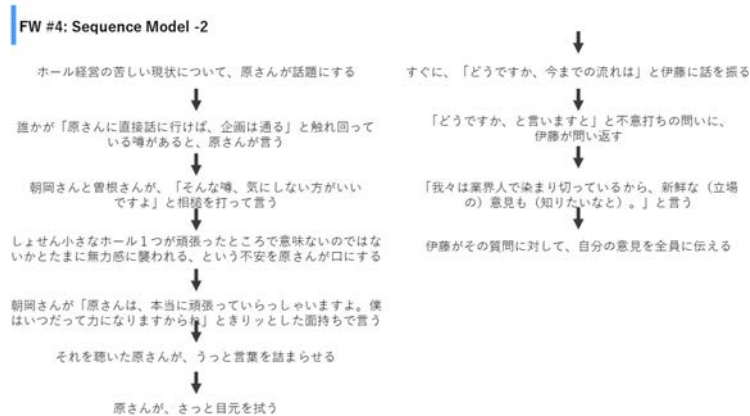 FW #4: Sequence Model -2
ホール経営の苦しい現状について、原さんが話題にする
誰かが「原さんに直接話に行けば、企画は通る」と触れ回って
いる噂があると、原さんが言う
朝岡さんと曽根さんが、「そんな噂、気にしない方がいい
ですよ」と相槌を打って言う
しょせん小さなホール１つが頑張ったところで意味ないのではな
いかとたまに無力感に襲われる、という不安を原さんが口にする
朝岡さんが「原さんは、本当に頑張っていらっしゃいますよ。僕
はいつだって力になりますからね」ときりッとした面持ちで言う
それを聴いた原さんが、うっと言葉を詰まらせる
原さんが、さっと目元を拭う
すぐに、「どうですか、今までの流れは」と伊藤に話を振る
「どうですか、と言いますと」と不意打ちの問いに、
伊藤が問い返す
「我々は業界人で染まり切っているから、新鮮な（立場
の）意見も（知りたいなと）。」と言う
伊藤がその質問に対して、自分の意見を全員に伝える